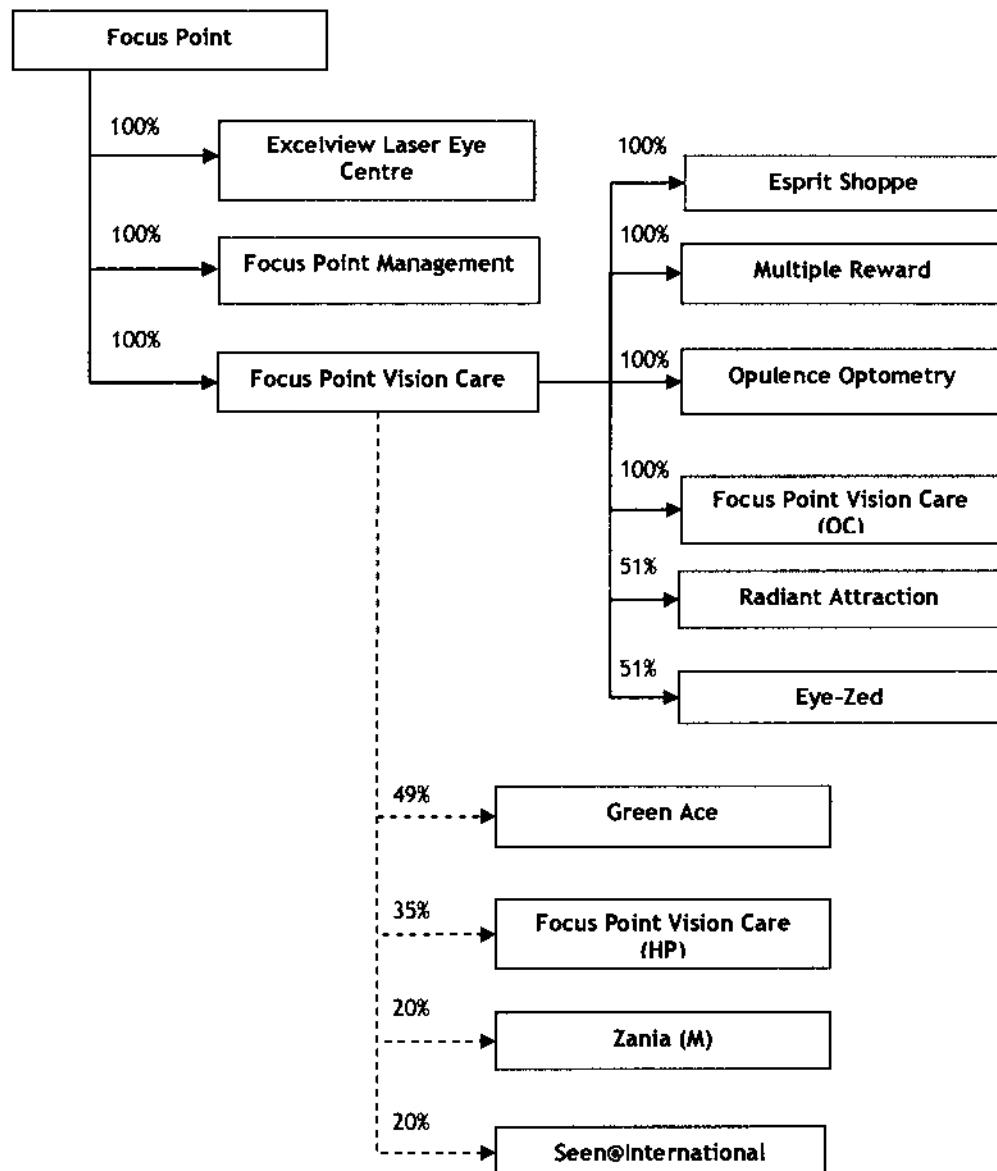 Focus Point
100%
Excelview Laser Eye
Centre
100%
Focus Point Management
100%
Focus Point Vision Care
100%
Esprit Shoppe
100%
Multiple Reward
100%
Opulence Optometry
100%
Focus Point Vision Care
(OC)
51%
Radiant Attraction
51%
Eye-Zed
49%
Green Ace
35%
Focus Point Vision Care
(HP)
20%
Zania (M)
20%
Seen@International